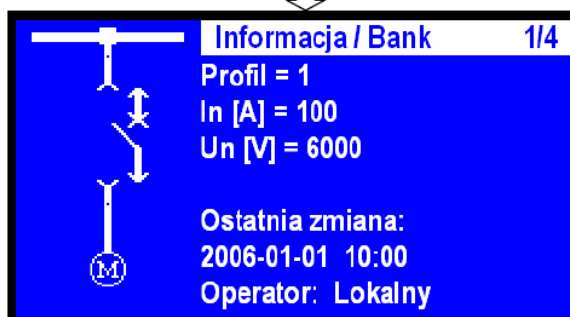 Informacja / Bank 1/4
Profil = 1
In [A] = 100
Un [V] = 6000
Ostatnia zmiana:
2006-01-01 10:00
Operator: Lokalny
M